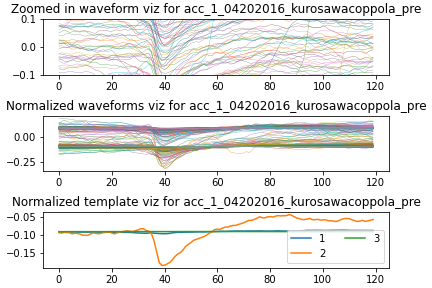 Zoomed in waveform viz for acc_1_04202016_kurosawacoppola_pre
0.1
0.0
−0.1
0 20 40 60 80 100 120
Normalized waveforms viz for acc_1_04202016_kurosawacoppola_pre
0.00
−0.25
0 20 40 60 80 100 120
Normalized template viz for acc_1_04202016_kurosawacoppola_pre
−0.05
−0.10
−0.15
1 3
2
0 20 40 60 80 100 120